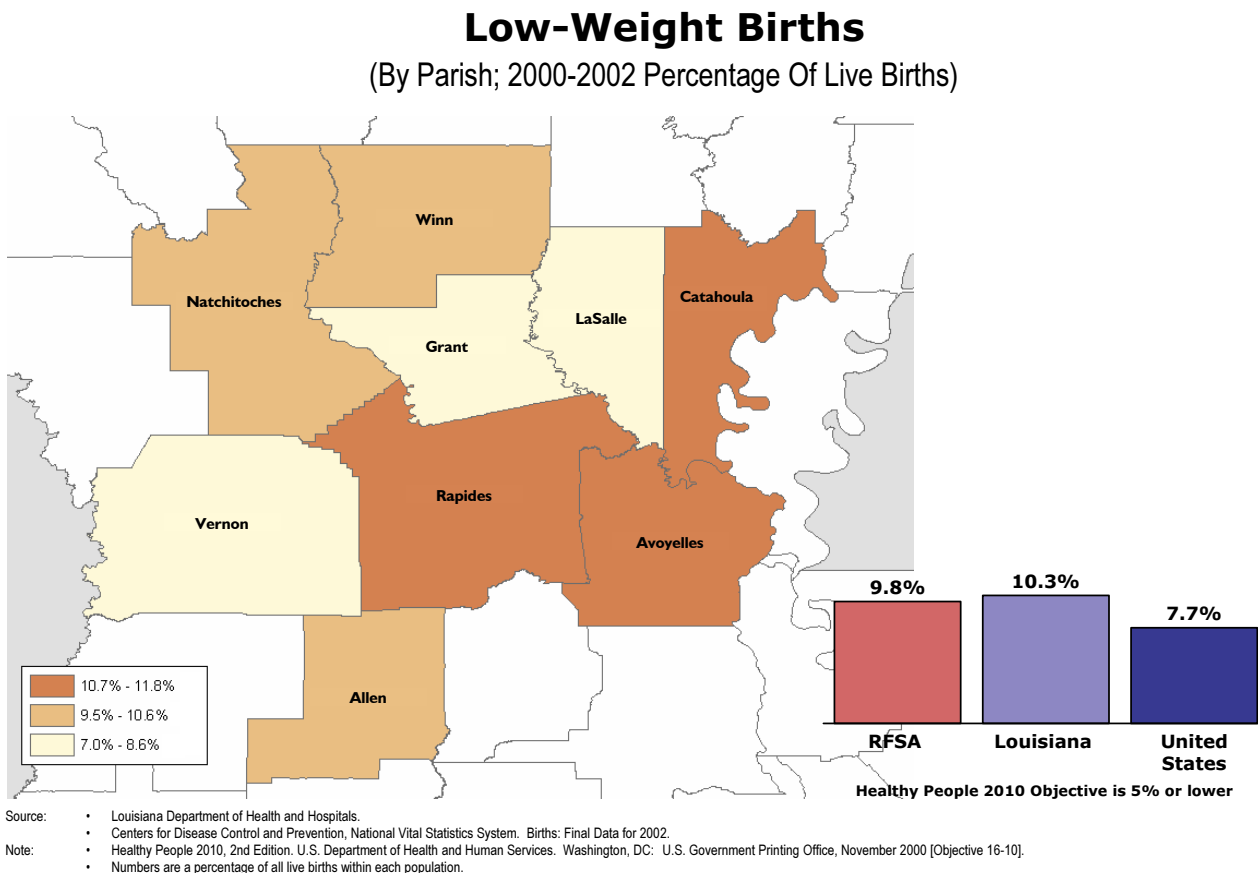 Low-Weight Births
(By Parish; 2000-2002 Percentage Of Live Births)
Winn
Natchitoches
Catahoula
LaSalle
Grant
Rapides
Vernon
Avoyelles
Allen
10.7% - 11.8%
9.5% - 10.6%
7.0% - 8.6%
9.8%
10.3%
7.7%
RFSA
Louisiana
United
States
Healthy People 2010 Objective is 5% or lower
Source: • Louisiana Department of Health and Hospitals.
• Centers for Disease Control and Prevention, National Vital Statistics System. Births: Final Data for 2002.
Note: • Healthy People 2010, 2nd Edition. U.S. Department of Health and Human Services. Washington, DC: U.S. Government Printing Office, November 2000 [Objective 16-10].
• Numbers are a percentage of all live births within each population.